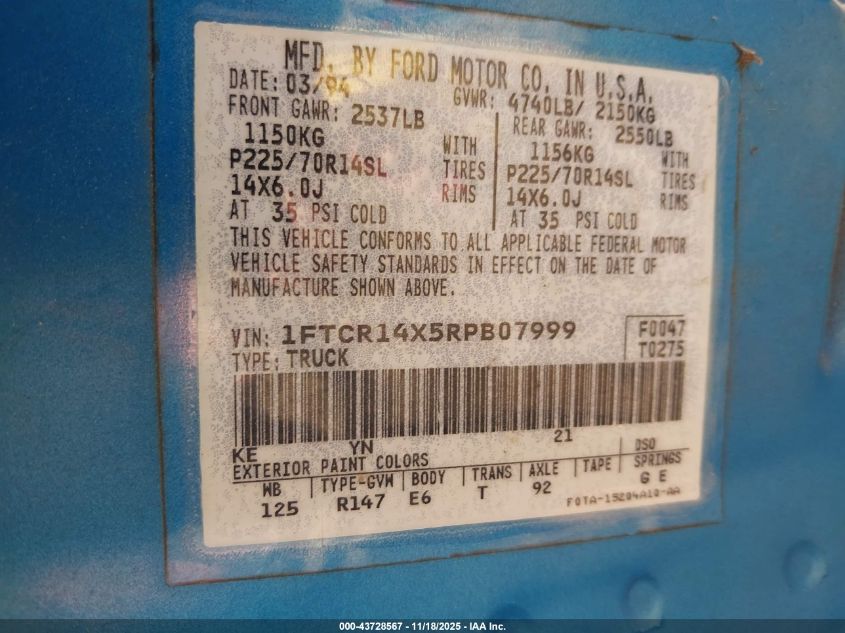 MFD. BY FORD MOTOR CO. IN U.S.A.
DATE: 03/94 GVWR: 4740LB/ 2150KG
FRONT GAWR: 2537LB REAR GAWR: 2550LB
1150KG WITH 1156KG WITH
P225/70R14SL TIRES P225/70R14SL TIRES
14X6.0J RIMS 14X6.0J RIMS
AT 35 PSI COLD AT 35 PSI COLD
THIS VEHICLE CONFORMS TO ALL APPLICABLE FEDERAL MOTOR
VEHICLE SAFETY STANDARDS IN EFFECT ON THE DATE OF
MANUFACTURE SHOWN ABOVE.
VIN: 1FTCR14X5RPB07999 F0047
TYPE: TRUCK T0275
KE YN 21
EXTERIOR PAINT COLORS DSO
WB TYPE-GVW BODY TRANS AXLE TAPE SPRINGS
125 R147 E6 T 92 G E
F0TA-15204A10-AA
000-43728567 - 11/18/2025 - IAA Inc.